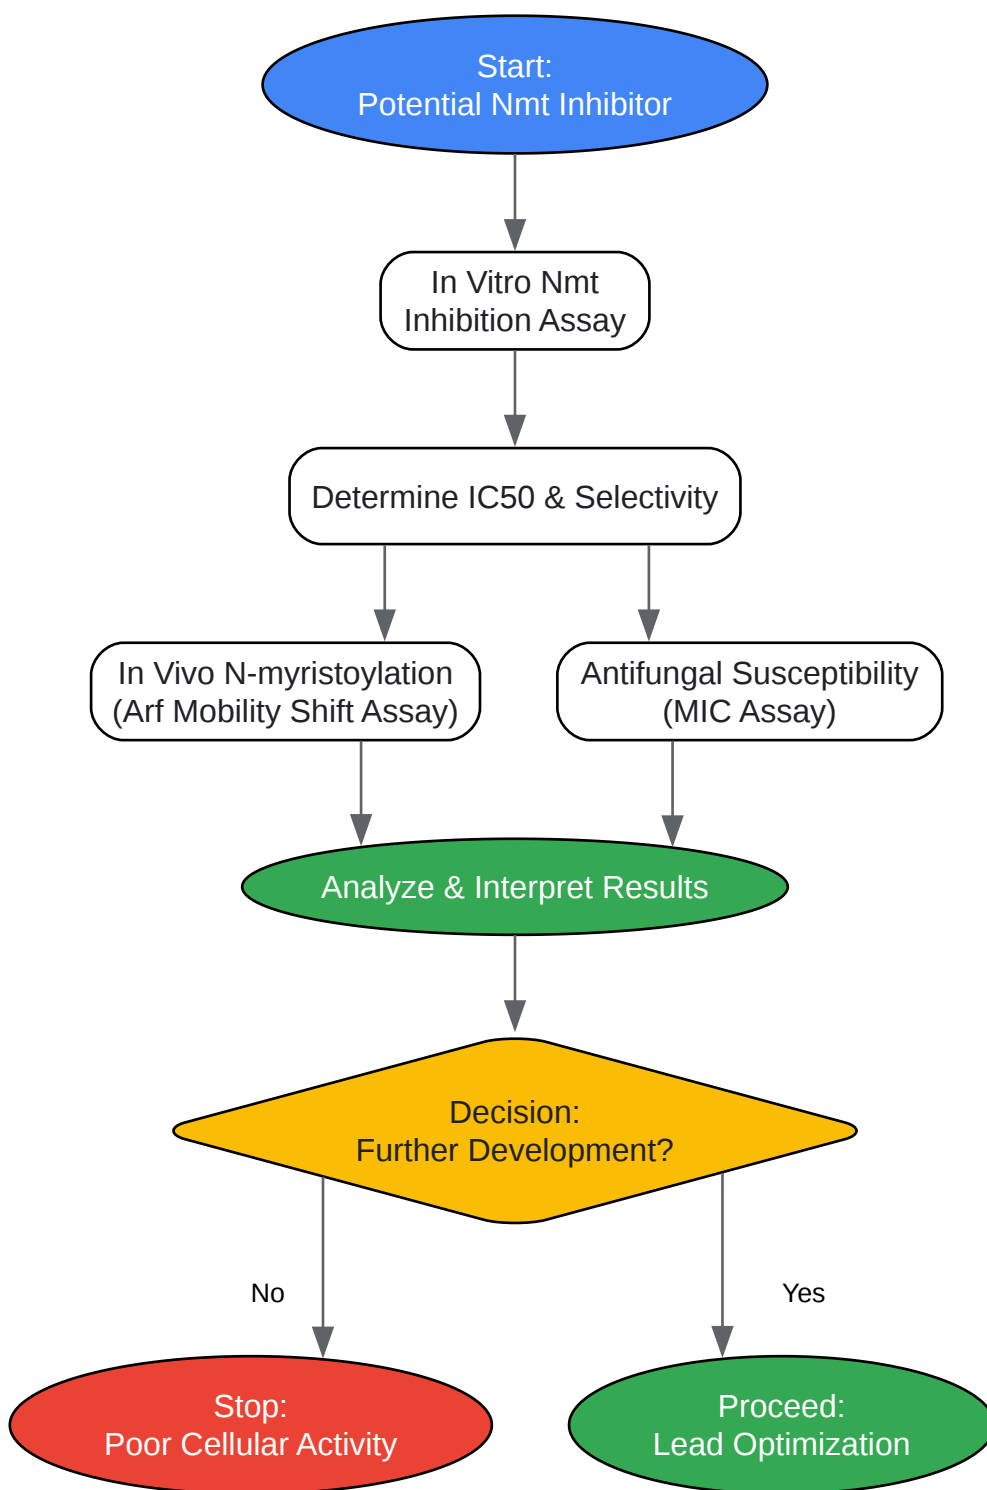 Start:
Potential Nmt Inhibitor
In Vitro Nmt
Inhibition Assay
Determine IC50 & Selectivity
In Vivo N-myristoylation
(Arf Mobility Shift Assay)
Antifungal Susceptibility
(MIC Assay)
Analyze & Interpret Results
Decision:
Further Development?
No
Yes
Stop:
Poor Cellular Activity
Proceed:
Lead Optimization